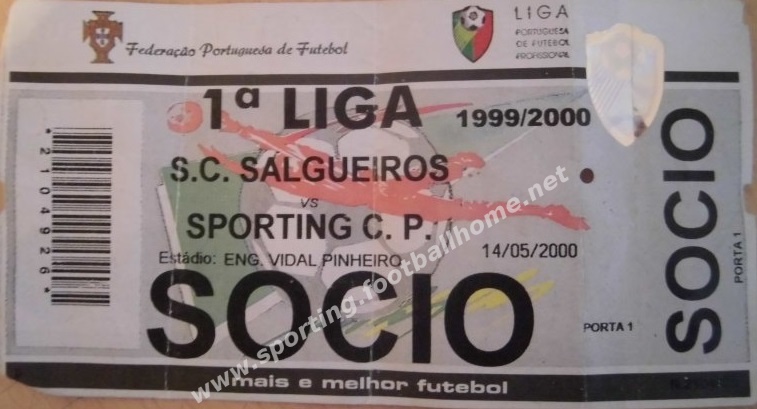 Federação Portuguesa de Futebol
LIGA
PORTUGUESA
DE FUTEBOL
PROFISSIONAL
1ª LIGA 1999/2000
S.C. SALGUEIROS
vs
SPORTING C. P.
14/05/2000
Estádio: ENG. VIDAL PINHEIRO
SOCIO
PORTA 1
mais e melhor futebol
*2104926*
SOCIO
PORTA 1
www.sporting.footballhome.net